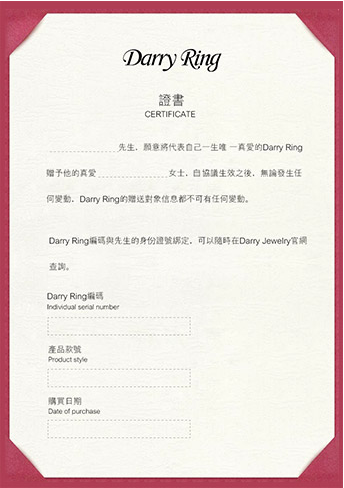 Darry Ring
證書
CERTIFICATE
先生，願意將代表自己一生唯一真愛的Darry Ring
贈予他的真愛 女士，自協議生效之後，無論發生任
何變動，Darry Ring的贈送對象信息都不可有任何變動。
Darry Ring編碼與先生的身份證號綁定，可以隨時在Darry Jewelry官網
查詢。
Darry Ring編碼
Individual serial number
產品款號
Product style
購買日期
Date of purchase